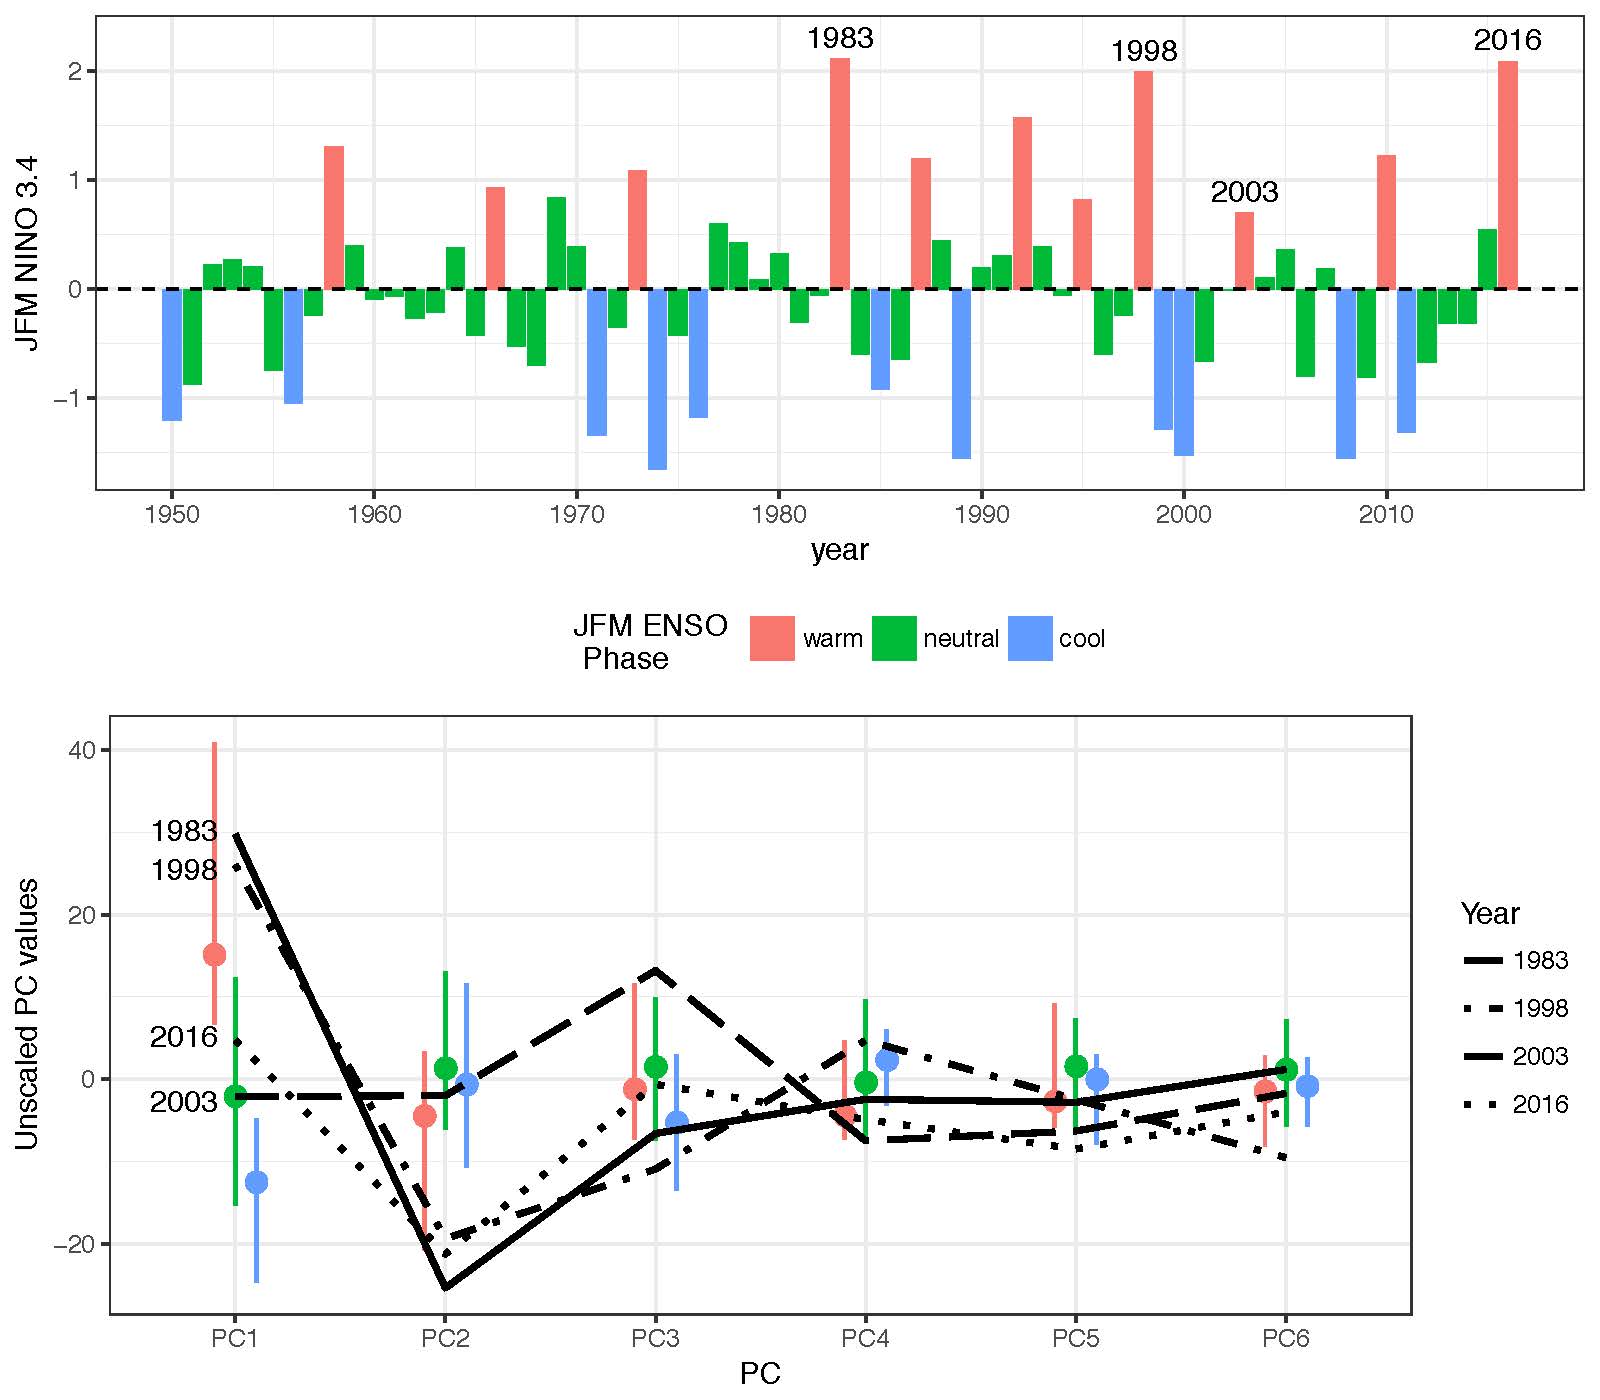 1983
1998
2016
2003
2
1
0
−1
JFM NINO 3.4
1950 1960 1970 1980 1990 2000 2010
year
JFM ENSO
Phase
warm neutral cool
40
20
0
−20
Unscaled PC values
1983
1998
2016
2003
PC1 PC2 PC3 PC4 PC5 PC6
PC
Year
1983
1998
2003
2016